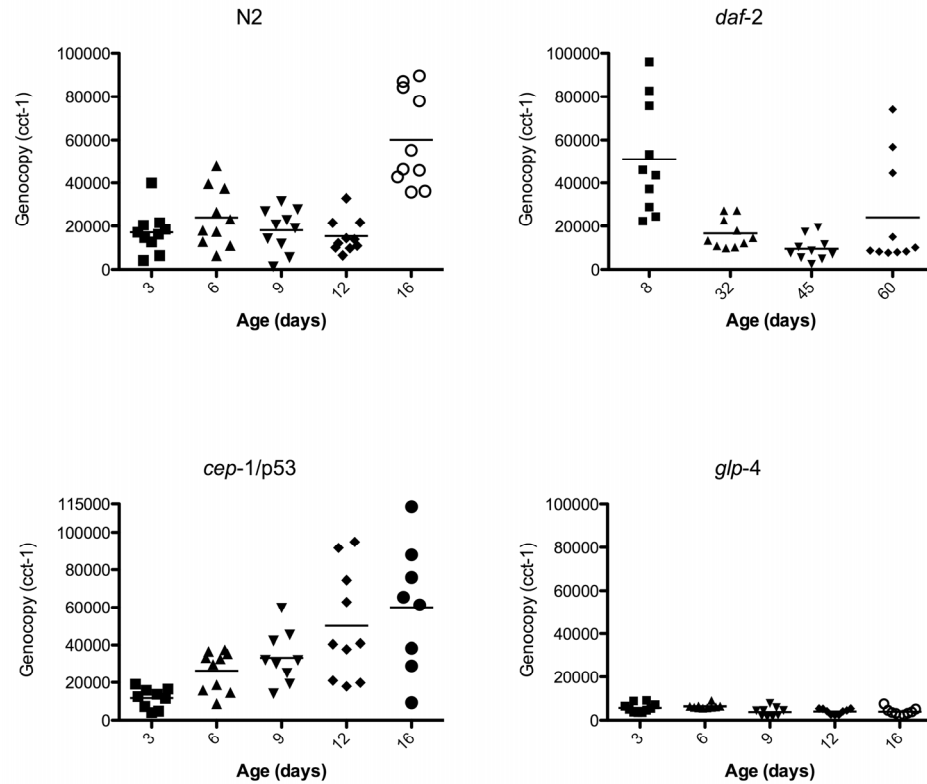 N2
Genocopy (cct-1)
100000
80000
60000
40000
20000
0
3 6 9 12 16
Age (days)
daf-2
Genocopy (cct-1)
100000
80000
60000
40000
20000
0
8 32 45 60
Age (days)
cep-1/p53
Genocopy (cct-1)
115000
100000
80000
60000
40000
20000
0
3 6 9 12 16
Age (days)
glp-4
Genocopy (cct-1)
100000
80000
60000
40000
20000
0
3 6 9 12 16
Age (days)